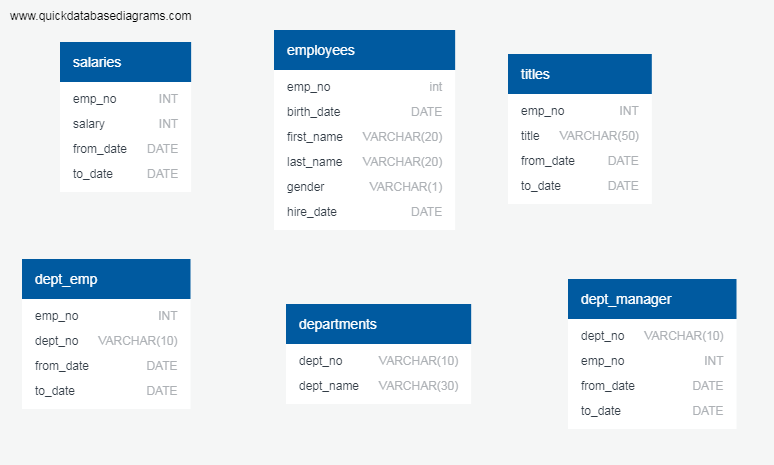 www.quickdatabasediagrams.com
salaries
emp_no INT
salary INT
from_date DATE
to_date DATE
employees
emp_no int
birth_date DATE
first_name VARCHAR(20)
last_name VARCHAR(20)
gender VARCHAR(1)
hire_date DATE
titles
emp_no INT
title VARCHAR(50)
from_date DATE
to_date DATE
dept_emp
emp_no INT
dept_no VARCHAR(10)
from_date DATE
to_date DATE
departments
dept_no VARCHAR(10)
dept_name VARCHAR(30)
dept_manager
dept_no VARCHAR(10)
emp_no INT
from_date DATE
to_date DATE